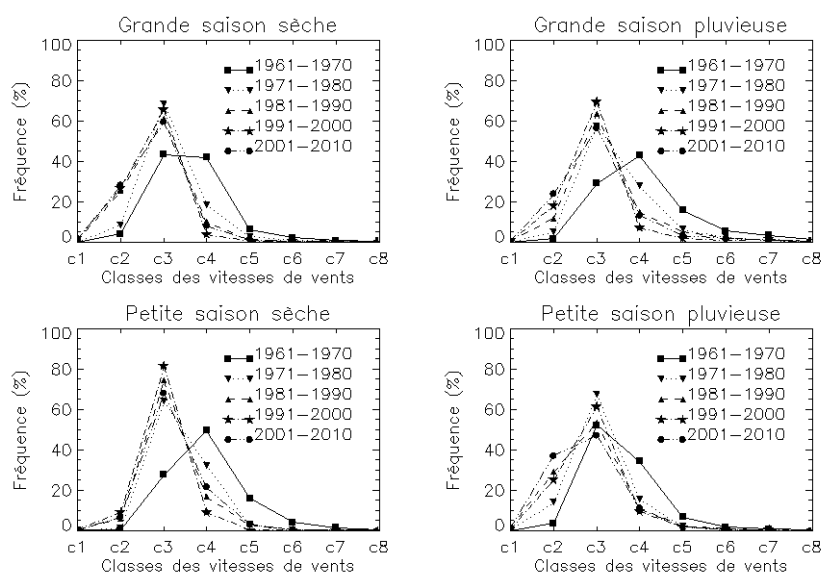 Grande saison sèche
100
80
60
40
20
0
Fréquence (%)
1961-1970
1971-1980
1981-1990
1991-2000
2001-2010
c1 c2 c3 c4 c5 c6 c7 c8
Classes des vitesses de vents
Grande saison pluvieuse
100
80
60
40
20
0
Fréquence (%)
1961-1970
1971-1980
1981-1990
1991-2000
2001-2010
c1 c2 c3 c4 c5 c6 c7 c8
Classes des vitesses de vents
Petite saison sèche
100
80
60
40
20
0
Fréquence (%)
1961-1970
1971-1980
1981-1990
1991-2000
2001-2010
c1 c2 c3 c4 c5 c6 c7 c8
Classes des vitesses de vents
Petite saison pluvieuse
100
80
60
40
20
0
Fréquence (%)
1961-1970
1971-1980
1981-1990
1991-2000
2001-2010
c1 c2 c3 c4 c5 c6 c7 c8
Classes des vitesses de vents